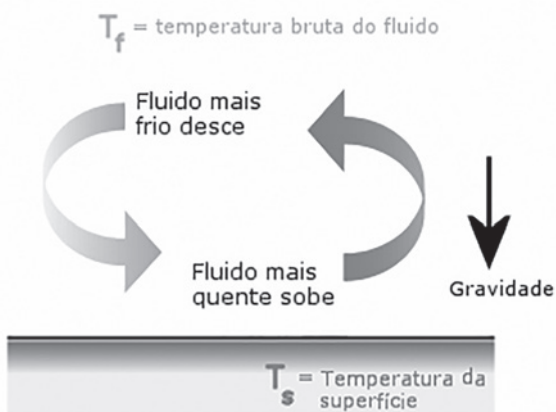 Tf = temperatura bruta do fluido
Fluido mais
frio desce
Fluido mais
quente sobe
Gravidade
Ts = Temperatura da
superfície